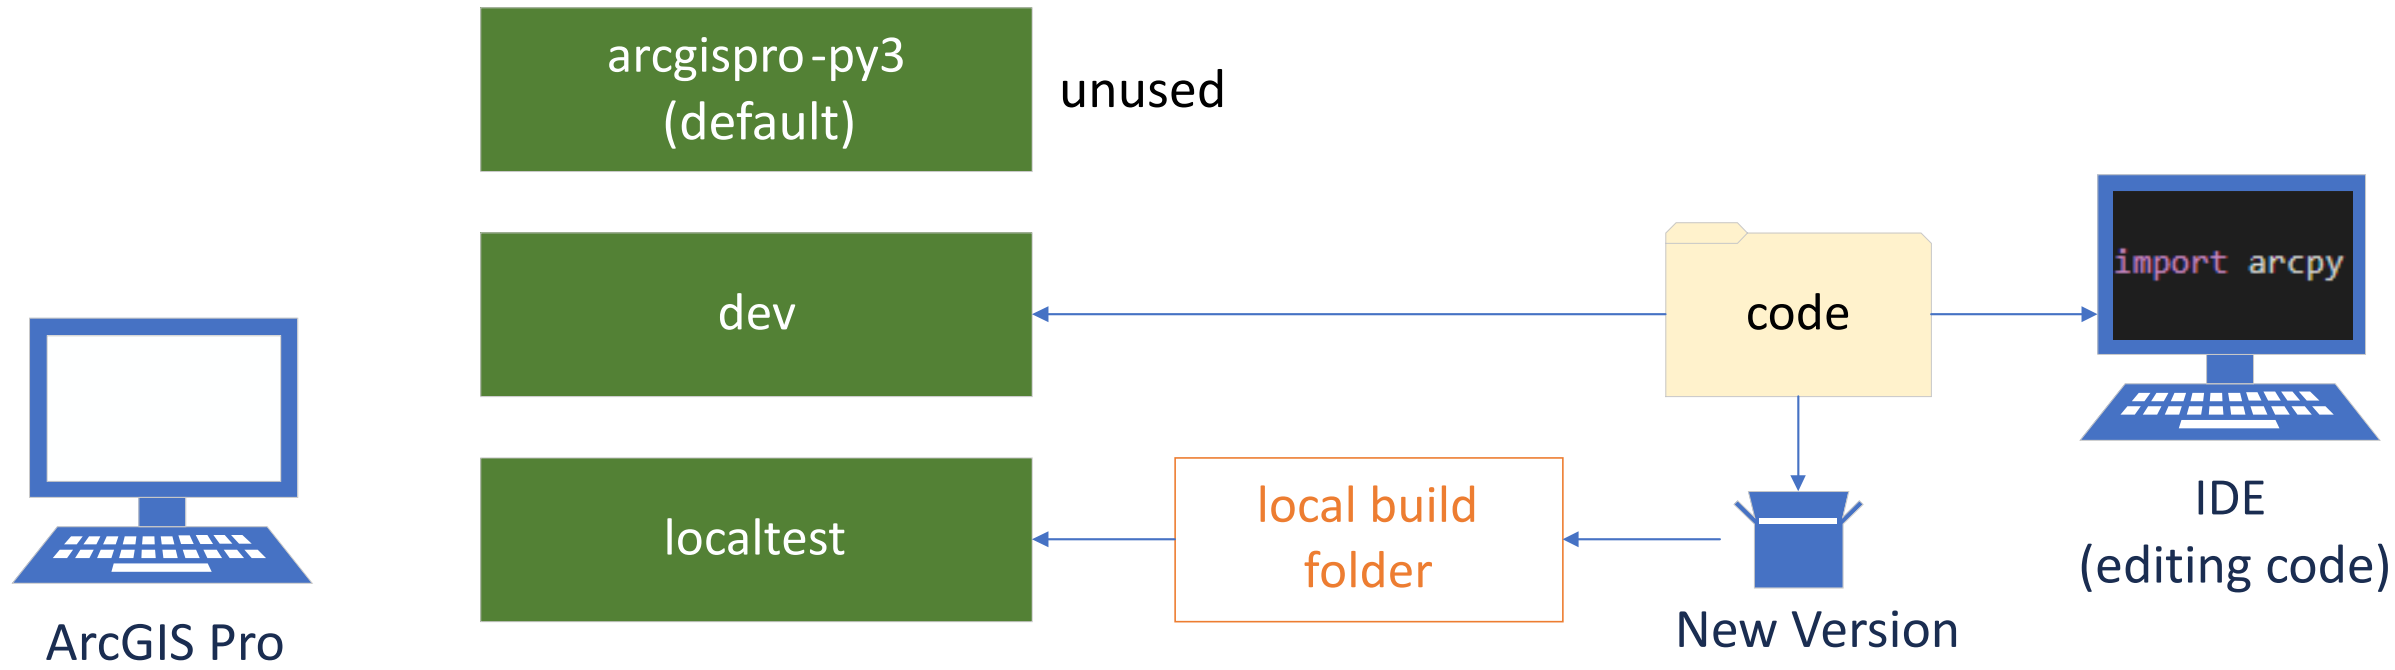 arcgispro-py3
(default)
unused
dev
code
import arcpy
localtest
local build
folder
IDE
(editing code)
New Version
ArcGIS Pro